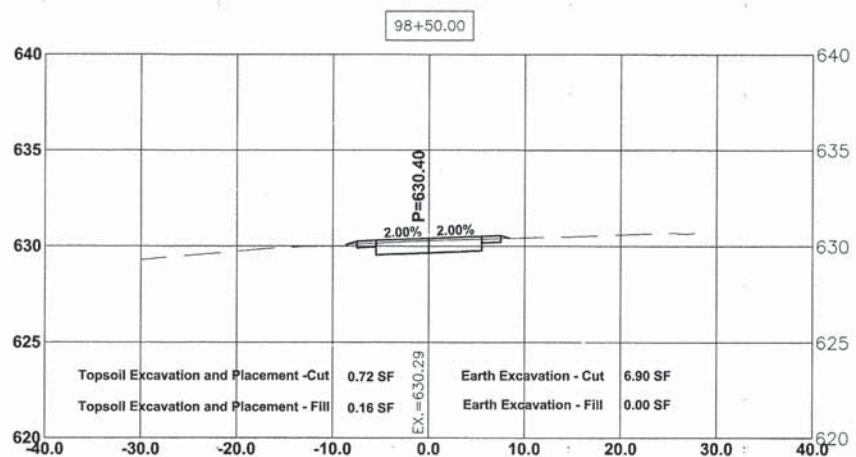 98+50.00
640 640
635 635
P=630.40
2.00% 2.00%
630 630
625 625
EX.=630.29
Topsoil Excavation and Placement -Cut 0.72 SF Earth Excavation - Cut 6.90 SF
Topsoil Excavation and Placement - Fill 0.16 SF Earth Excavation - Fill 0.00 SF
620 620
-40.0 -30.0 -20.0 -10.0 0.0 10.0 20.0 30.0 40.0